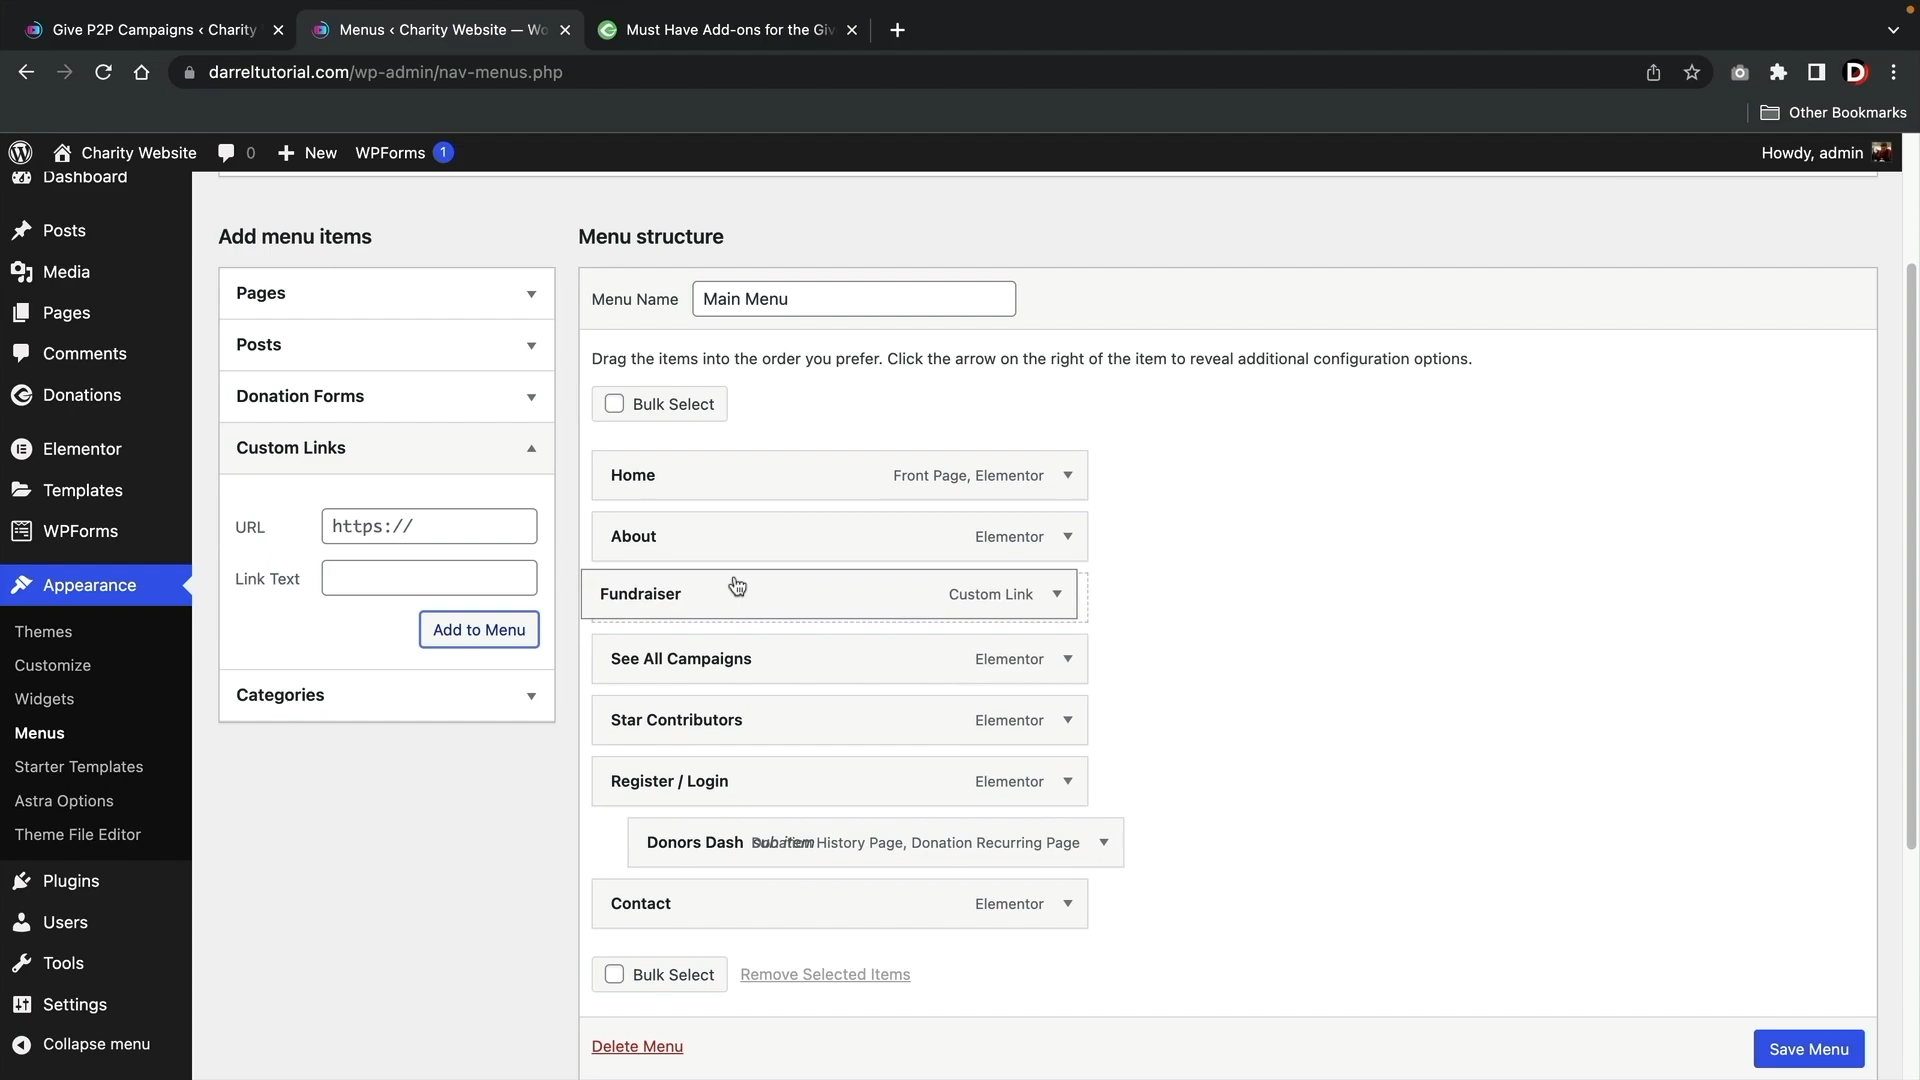 Give P2P Campaigns ‹ Charity
Menus ‹ Charity Website — Wo
Must Have Add-ons for the Giv
darreltutorial.com/wp-admin/nav-menus.php
Other Bookmarks
Charity Website
0
New
WPForms 1
Howdy, admin
Dashboard
Posts
Media
Pages
Comments
Donations
Elementor
Templates
WPForms
Appearance
Themes
Customize
Widgets
Menus
Starter Templates
Astra Options
Theme File Editor
Plugins
Users
Tools
Settings
Collapse menu
Add menu items
Pages
Posts
Donation Forms
Custom Links
URL https://
Link Text
Add to Menu
Categories
Menu structure
Menu Name Main Menu
Drag the items into the order you prefer. Click the arrow on the right of the item to reveal additional configuration options.
Bulk Select
Home Front Page, Elementor
About Elementor
Fundraiser Custom Link
See All Campaigns Elementor
Star Contributors Elementor
Register / Login Elementor
Donors Dash History Page, Donation Recurring Page
Contact Elementor
Bulk Select Remove Selected Items
Delete Menu
Save Menu